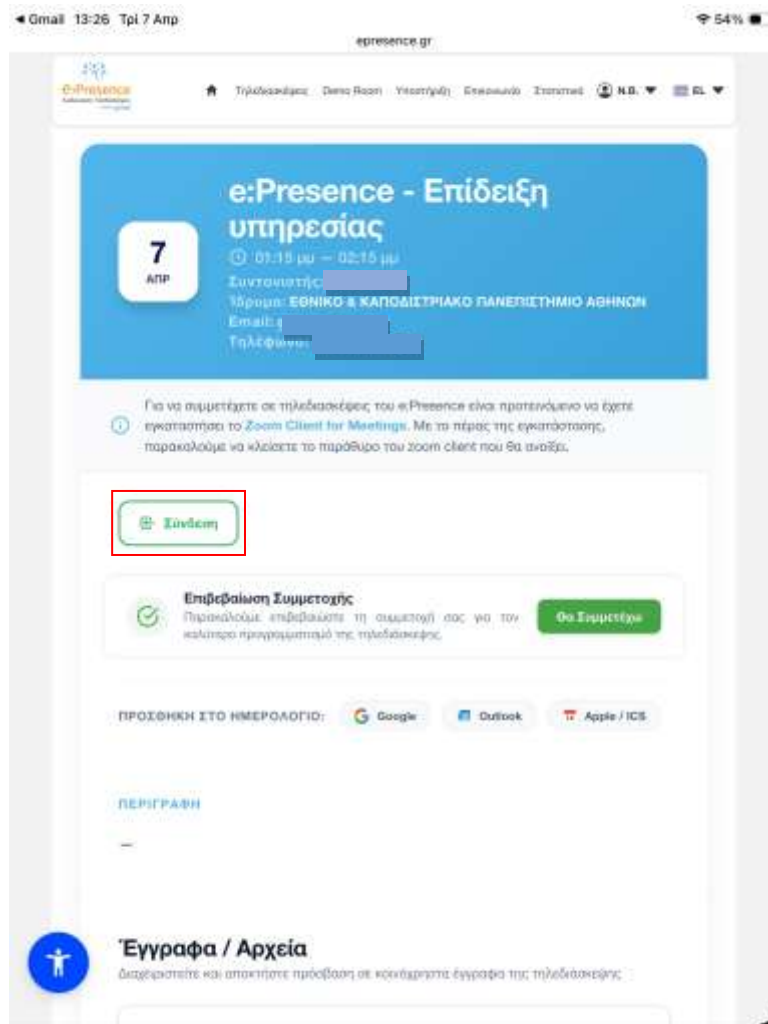 Gmail 13:26 Τρί 7 Απρ 54%
epresence.gr
e:Presence
Τηλεδιασκέψεις Demo Room Υποστήριξη Επικοινωνία Στατιστικά N.B. EL
7
ΑΠΡ
e:Presence - Επίδειξη
υπηρεσίας
01:15 μμ — 02:15 μμ
Συντονιστής:
Ίδρυμα: ΕΘΝΙΚΟ & ΚΑΠΟΔΙΣΤΡΙΑΚΟ ΠΑΝΕΠΙΣΤΗΜΙΟ ΑΘΗΝΩΝ
Email:
Τηλέφωνο:
Για να συμμετέχετε σε τηλεδιασκέψεις του e:Presence είναι προτεινόμενο να έχετε
εγκαταστήσει το Zoom Client for Meetings. Με το πέρας της εγκατάστασης,
παρακαλούμε να κλείσετε το παράθυρο του zoom client που θα ανοίξει.
Σύνδεση
Επιβεβαίωση Συμμετοχής
Παρακαλούμε επιβεβαιώστε τη συμμετοχή σας για τον
καλύτερο προγραμματισμό της τηλεδιάσκεψης.
Θα Συμμετέχω
ΠΡΟΣΘΗΚΗ ΣΤΟ ΗΜΕΡΟΛΟΓΙΟ: Google Outlook Apple / ICS
ΠΕΡΙΓΡΑΦΗ
—
Έγγραφα / Αρχεία
Διαχειριστείτε και αποκτήστε πρόσβαση σε κοινόχρηστα έγγραφα της τηλεδιάσκεψης